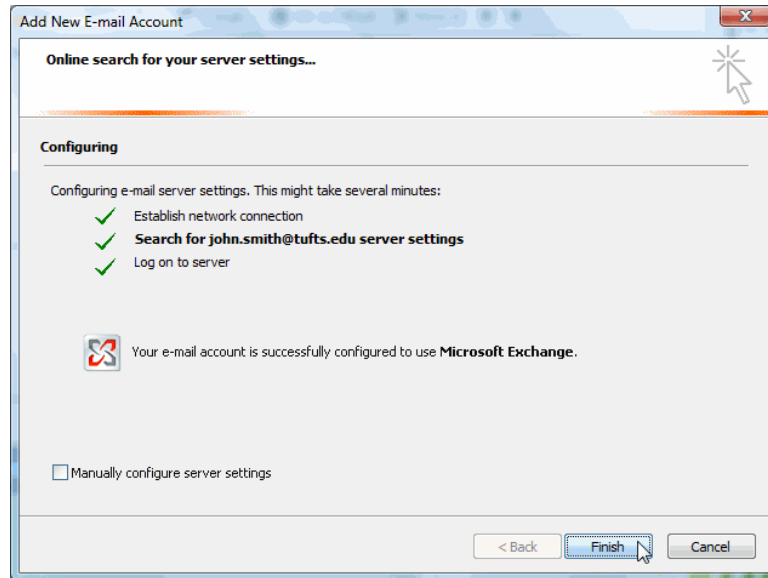 Add New E-mail Account
Online search for your server settings...
Configuring
Configuring e-mail server settings. This might take several minutes:
Establish network connection
Search for john.smith@tufts.edu server settings
Log on to server
Your e-mail account is successfully configured to use Microsoft Exchange.
Manually configure server settings
< Back Finish Cancel